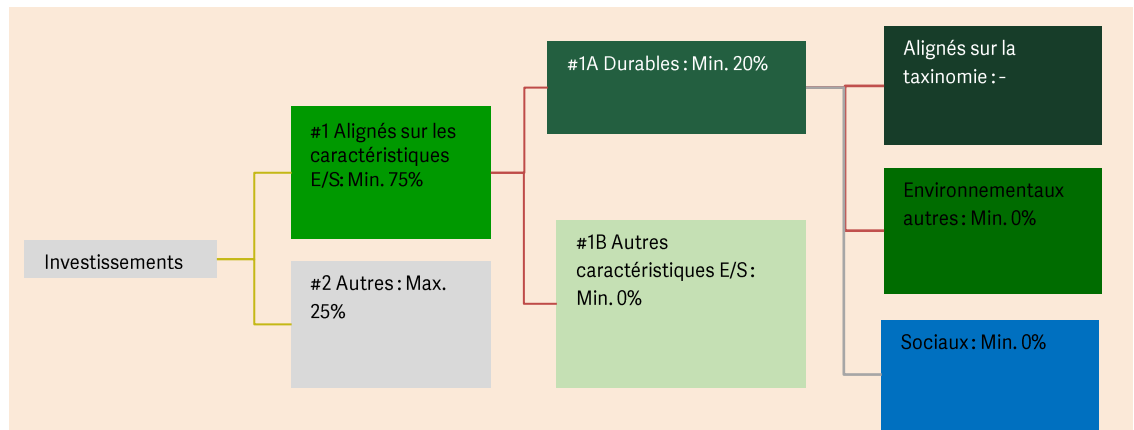 Investissements
#1 Alignés sur les
caractéristiques
E/S: Min. 75%
#2 Autres : Max.
25%
#1A Durables : Min. 20%
#1B Autres
caractéristiques E/S :
Min. 0%
Alignés sur la
taxinomie : -
Environnementaux
autres : Min. 0%
Sociaux : Min. 0%